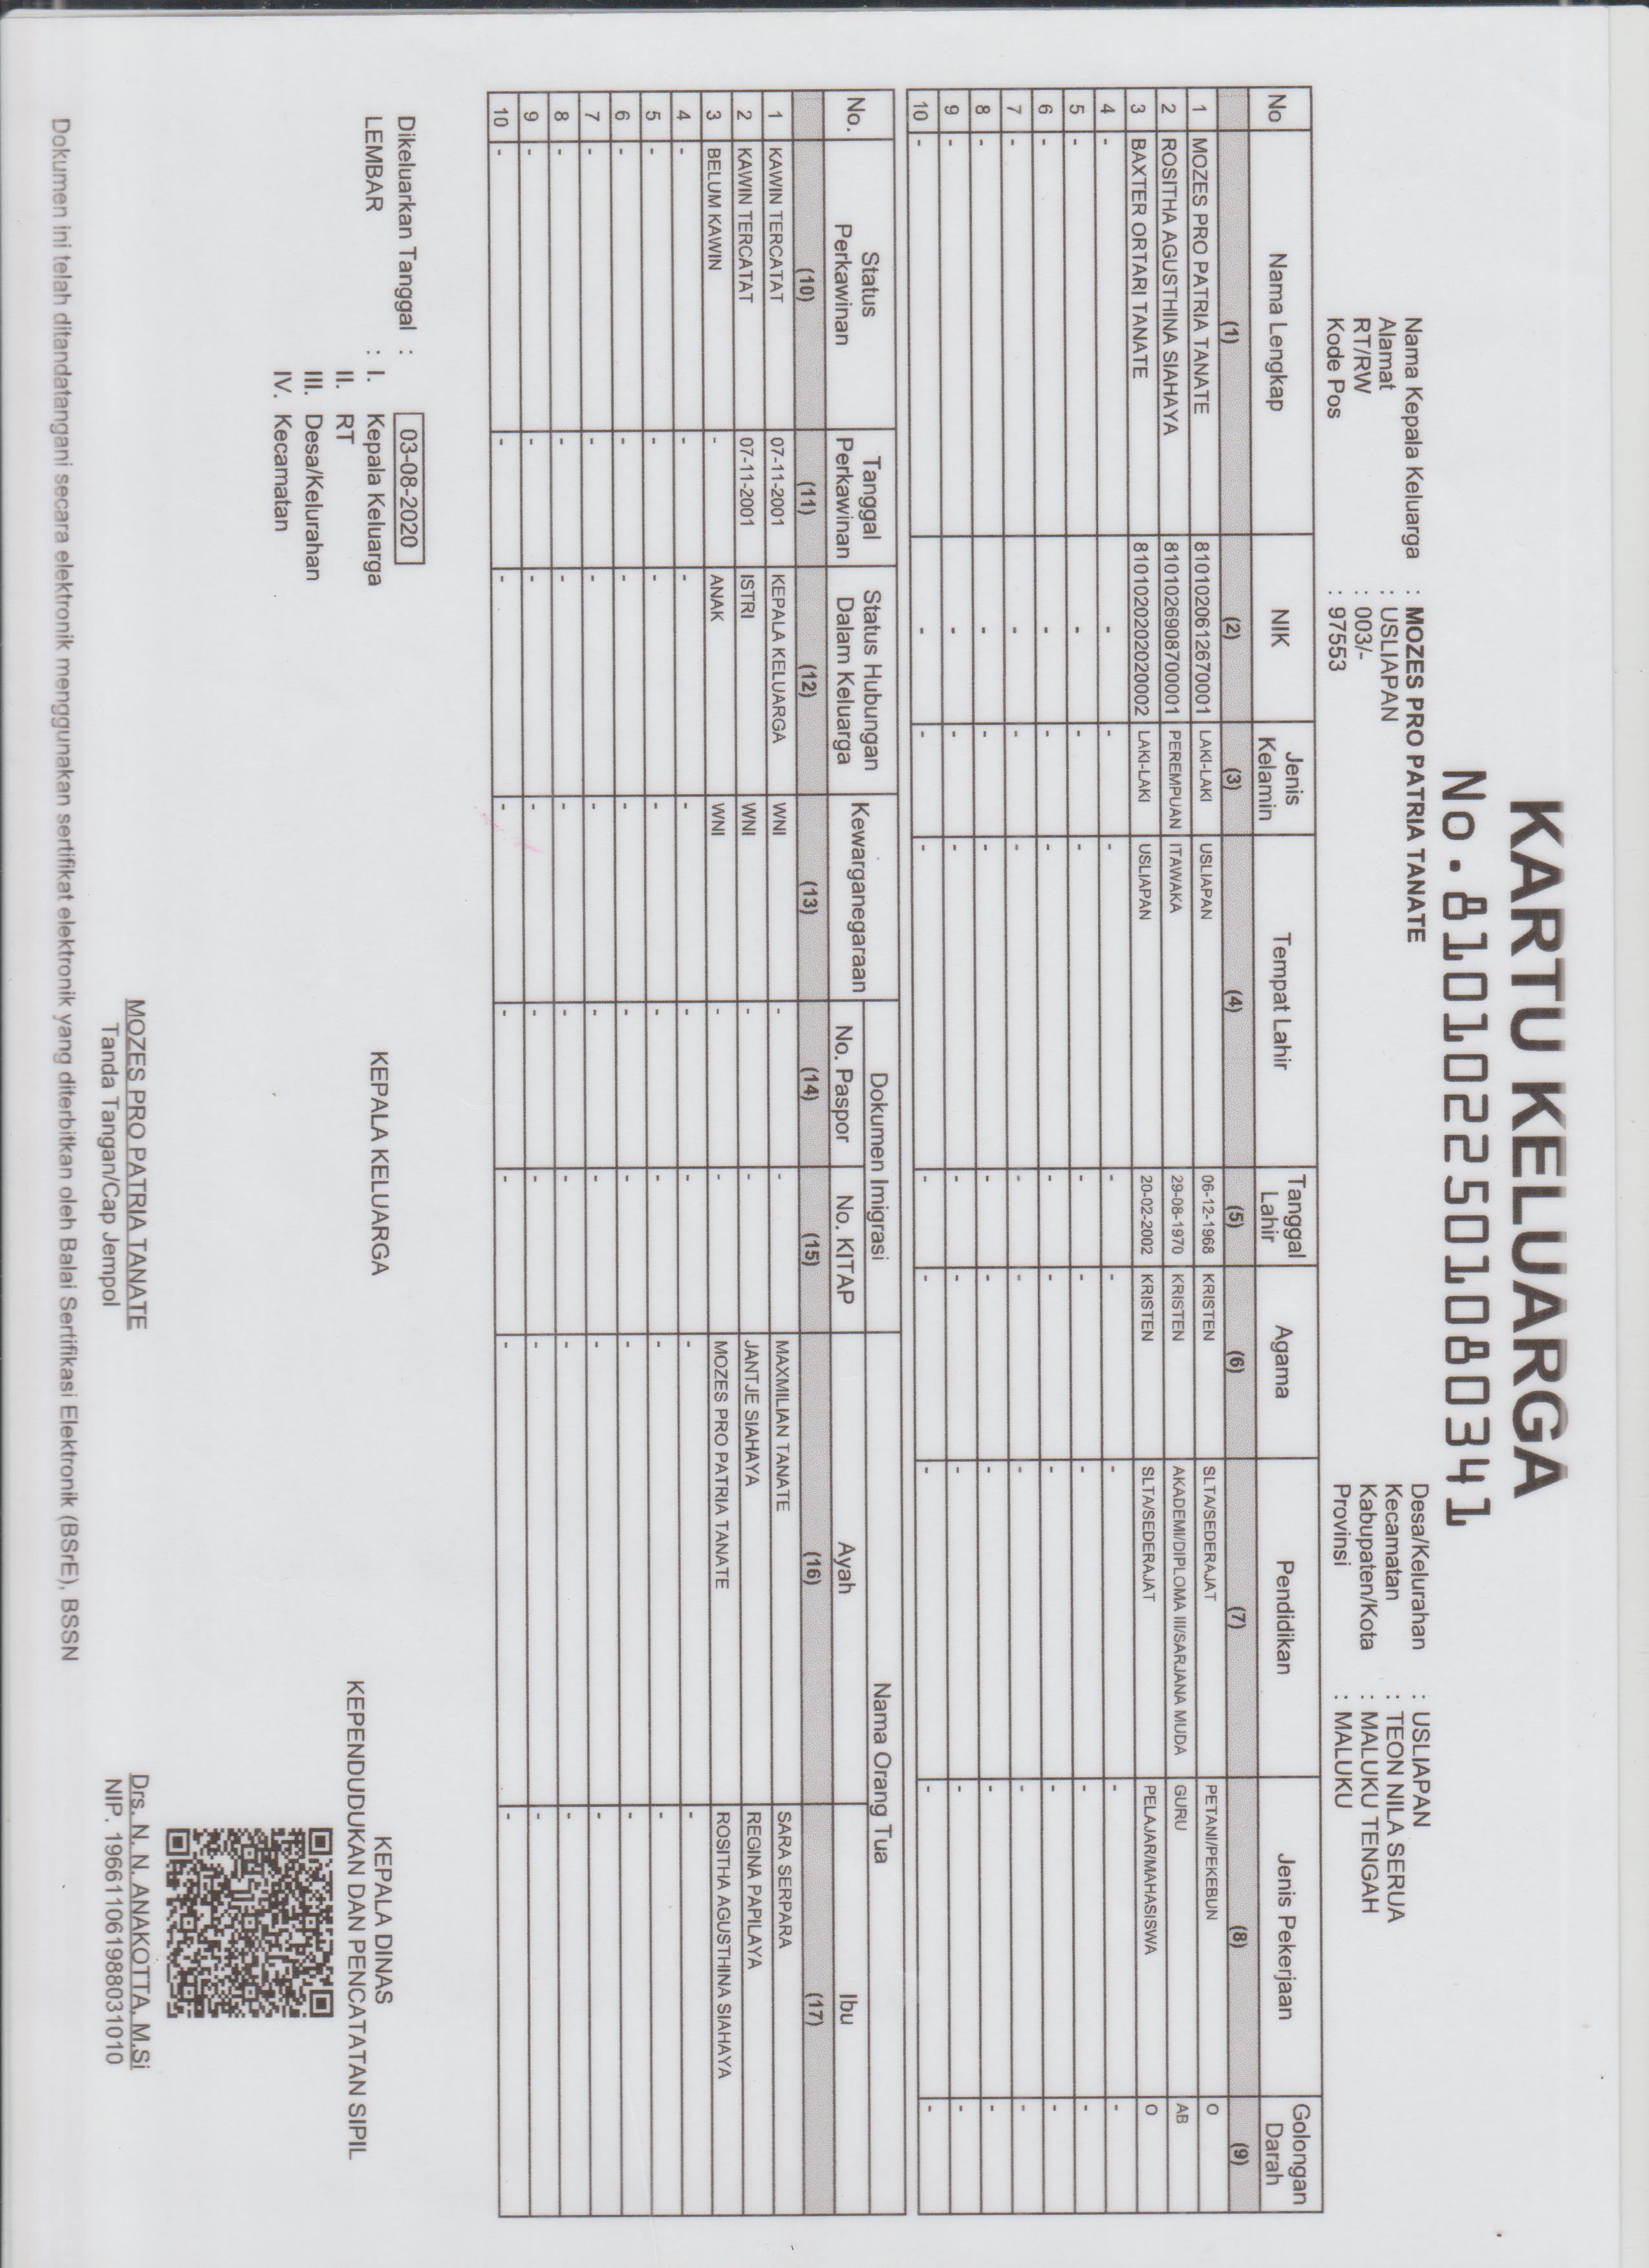 KARTU KELUARGA
No.8101022501080341
Nama Kepala Keluarga : MOZES PRO PATRIA TANATE
Alamat : USLIAPAN
RT/RW : 003/-
Kode Pos : 97553
Desa/Kelurahan : USLIAPAN
Kecamatan : TEON NILA SERUA
Kabupaten/Kota : MALUKU TENGAH
Provinsi : MALUKU
No Nama Lengkap NIK Jenis Kelamin Tempat Lahir Tanggal Lahir Agama Pendidikan Jenis Pekerjaan Golongan Darah
(1) (2) (3) (4) (5) (6) (7) (8) (9)
1 MOZES PRO PATRIA TANATE 8101020612670001 LAKI-LAKI USLIAPAN 06-12-1968 KRISTEN SLTA/SEDERAJAT PETANI/PEKEBUN O
2 ROSITHA AGUSTHINA SIAHAYA 8101026908700001 PEREMPUAN ITAWAKA 29-08-1970 KRISTEN AKADEMI/DIPLOMA III/SARJANA MUDA GURU AB
3 BAXTER ORTARI TANATE 8101020202020002 LAKI-LAKI USLIAPAN 20-02-2002 KRISTEN SLTA/SEDERAJAT PELAJAR/MAHASISWA O
4 - - - - - - - - -
5 - - - - - - - - -
6 - - - - - - - - -
7 - - - - - - - - -
8 - - - - - - - - -
9 - - - - - - - - -
10 - - - - - - - - -
No. Status Perkawinan Tanggal Perkawinan Status Hubungan Dalam Keluarga Kewarganegaraan Dokumen Imigrasi Nama Orang Tua
No. Paspor No. KITAP Ayah Ibu
(10) (11) (12) (13) (14) (15) (16) (17)
1 KAWIN TERCATAT 07-11-2001 KEPALA KELUARGA WNI - - MAXMILIAN TANATE SARA SERPARA
2 KAWIN TERCATAT 07-11-2001 ISTRI WNI - - JANTJE SIAHAYA REGINA PAPILAYA
3 BELUM KAWIN - ANAK WNI - - MOZES PRO PATRIA TANATE ROSITHA AGUSTHINA SIAHAYA
4 - - - - - - - -
5 - - - - - - - -
6 - - - - - - - -
7 - - - - - - - -
8 - - - - - - - -
9 - - - - - - - -
10 - - - - - - - -
Dikeluarkan Tanggal : 03-08-2020
LEMBAR : I. Kepala Keluarga
II. RT
III. Desa/Kelurahan
IV. Kecamatan
KEPALA KELUARGA
MOZES PRO PATRIA TANATE
Tanda Tangan/Cap Jempol
KEPALA DINAS
KEPENDUDUKAN DAN PENCATATAN SIPIL
Drs. N. N. ANAKOTTA, M.Si
NIP. 196611061988031010
Dokumen ini telah ditandatangani secara elektronik menggunakan sertifikat elektronik yang diterbitkan oleh Balai Sertifikasi Elektronik (BSrE), BSSN